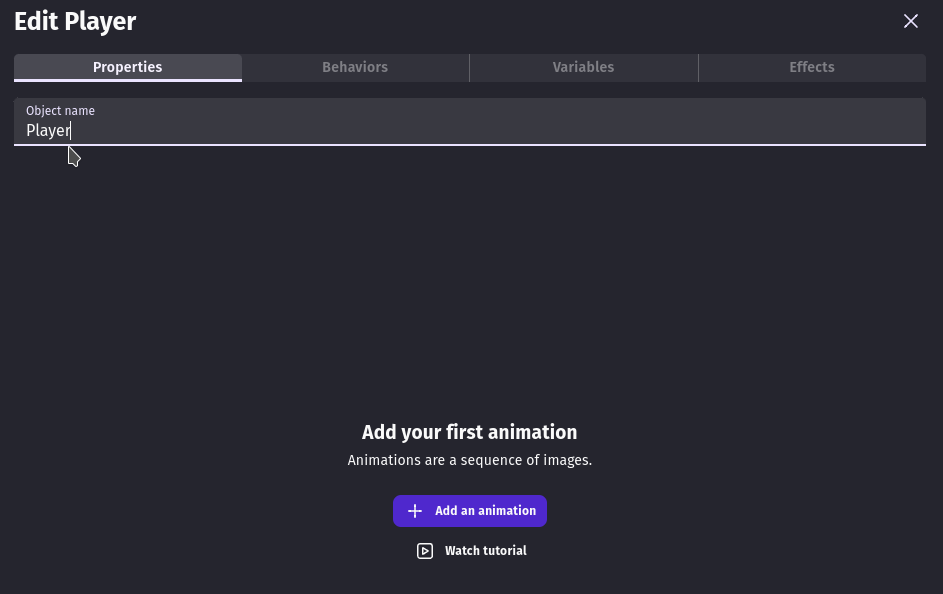 Edit Player
Properties Behaviors Variables Effects
Object name
Player
Add your first animation
Animations are a sequence of images.
Add an animation
Watch tutorial